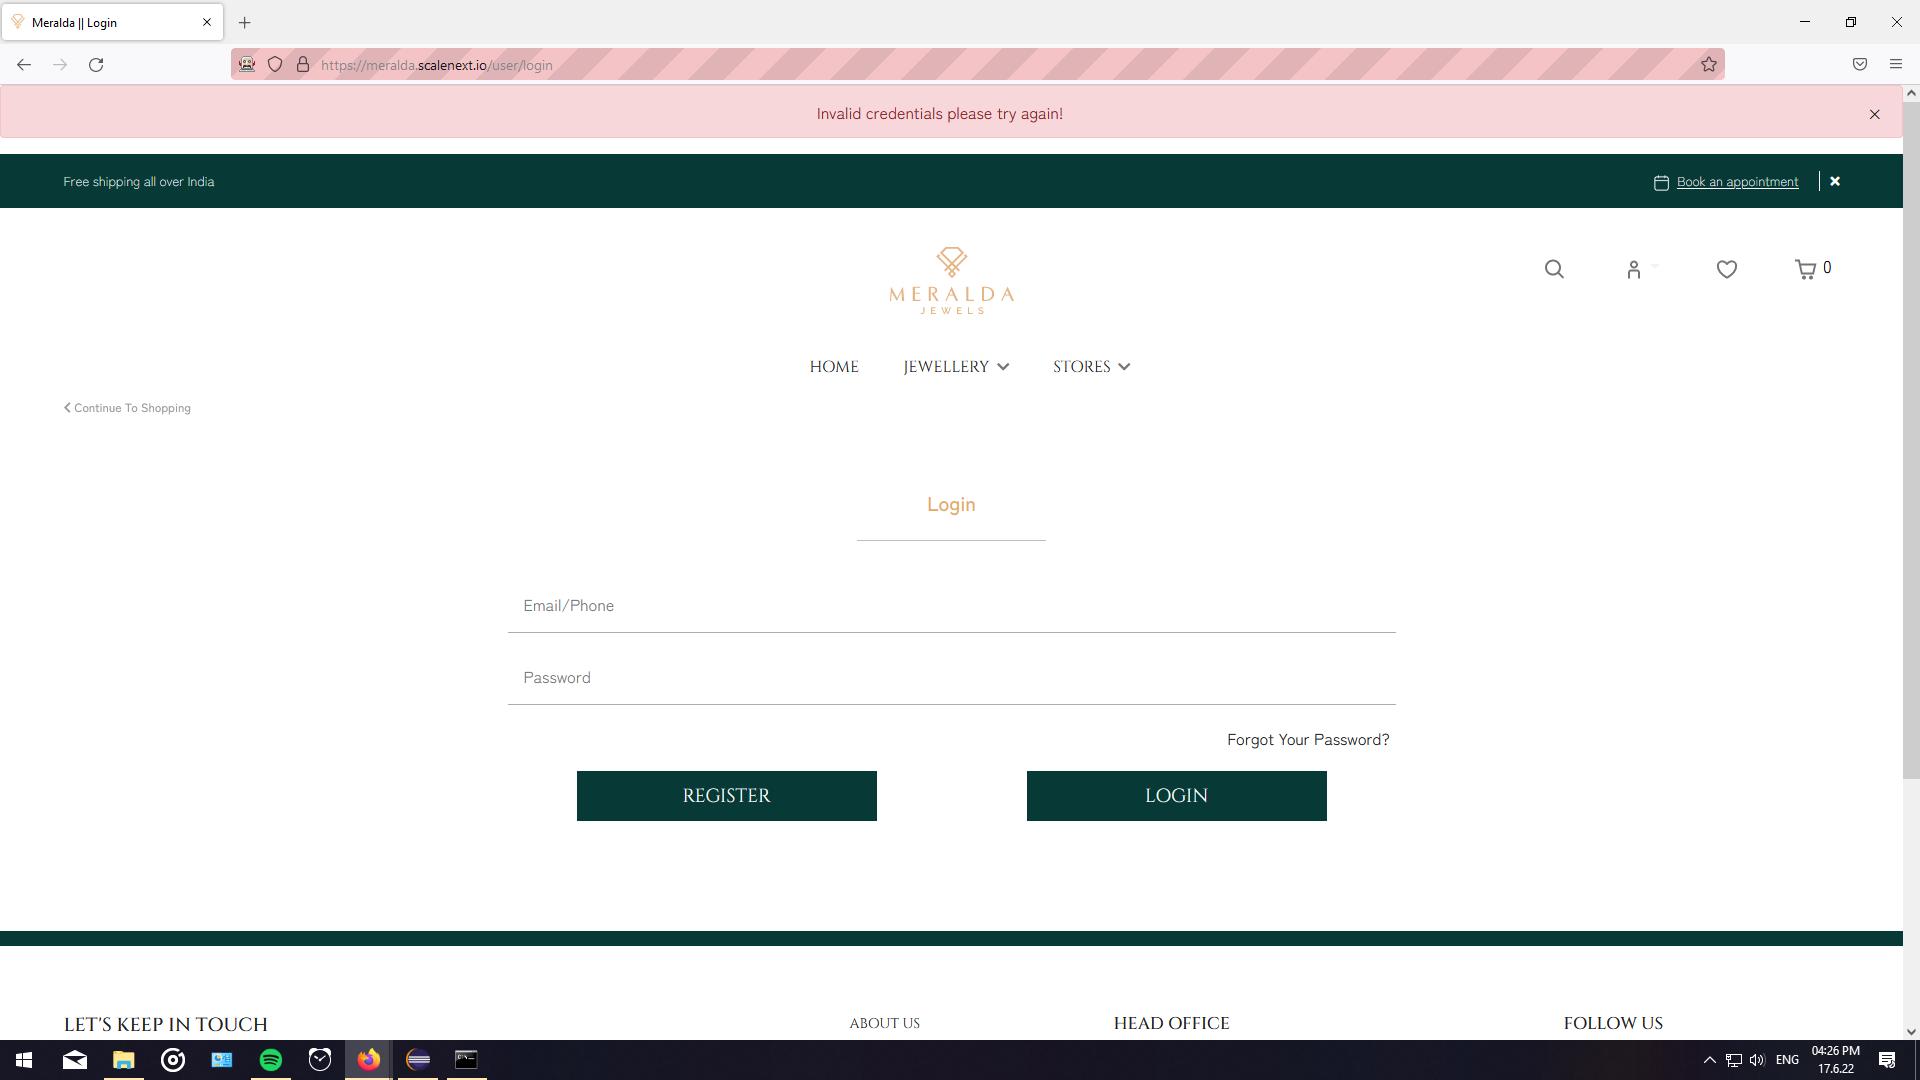 Meralda || Login
https://meralda.scalenext.io/user/login
Invalid credentials please try again!
Free shipping all over India
Book an appointment
MERALDA
JEWELS
0
HOME
JEWELLERY
STORES
Continue To Shopping
Login
Email/Phone
Password
Forgot Your Password?
REGISTER
LOGIN
LET'S KEEP IN TOUCH
ABOUT US
HEAD OFFICE
FOLLOW US
ENG
04:26 PM
17.6.22